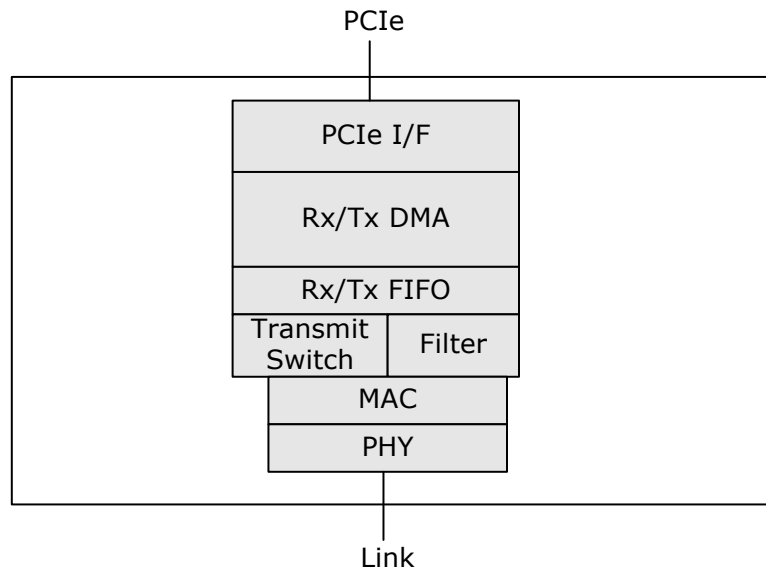 PCIe
PCIe I/F
Rx/Tx DMA
Rx/Tx FIFO
Transmit
Switch
Filter
MAC
PHY
Link